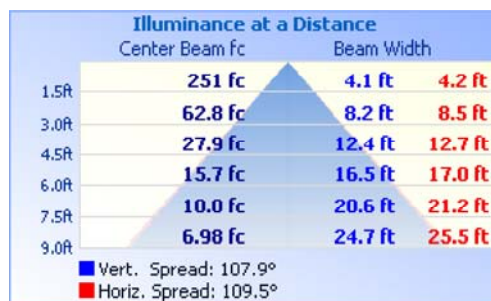 Illuminance at a Distance
Center Beam fc Beam Width
1.5ft 251 fc 4.1 ft 4.2 ft
3.0ft 62.8 fc 8.2 ft 8.5 ft
4.5ft 27.9 fc 12.4 ft 12.7 ft
6.0ft 15.7 fc 16.5 ft 17.0 ft
7.5ft 10.0 fc 20.6 ft 21.2 ft
9.0ft 6.98 fc 24.7 ft 25.5 ft
Vert. Spread: 107.9°
Horiz. Spread: 109.5°